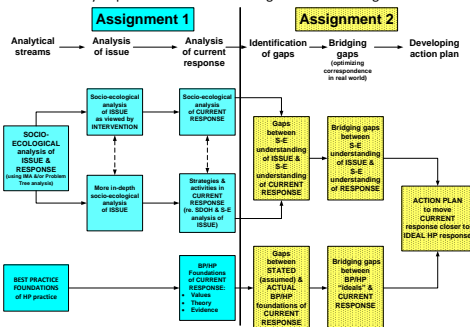 Assignment 1
Assignment 2
Analytical
streams
Analysis
of issue
Analysis
of current
response
Identification
of gaps
Bridging
gaps
(optimizing
correspondence
in real world)
Developing
action plan
SOCIO-
ECOLOGICAL
analysis of
ISSUE &
RESPONSE
(using IMA &/or Problem
Tree analysis)
Socio-ecological
analysis of ISSUE
as viewed by
INTERVENTION
Socio-ecological
analysis
of CURRENT
RESPONSE
More in-depth
socio-ecological
analysis
of ISSUE
Strategies &
activities in
CURRENT
RESPONSE
(re. SDOH & S-E
analysis of
ISSUE)
Gaps
between
S-E
understanding
of ISSUE & S-E
understanding
of CURRENT
RESPONSE
Bridging gaps
between
S-E
understanding
of ISSUE &
S-E
understanding
of RESPONSE
ACTION PLAN
to move
CURRENT
response closer to
IDEAL HP response
BEST PRACTICE
FOUNDATIONS
of HP practice
BP/HP
Foundations
of CURRENT
RESPONSE:
• Values
• Theory
• Evidence
Gaps
between
STATED
(assumed) &
ACTUAL
BP/HP
foundations of
CURRENT
RESPONSE
Bridging gaps
between
BP/HP
"ideals" &
CURRENT
RESPONSE